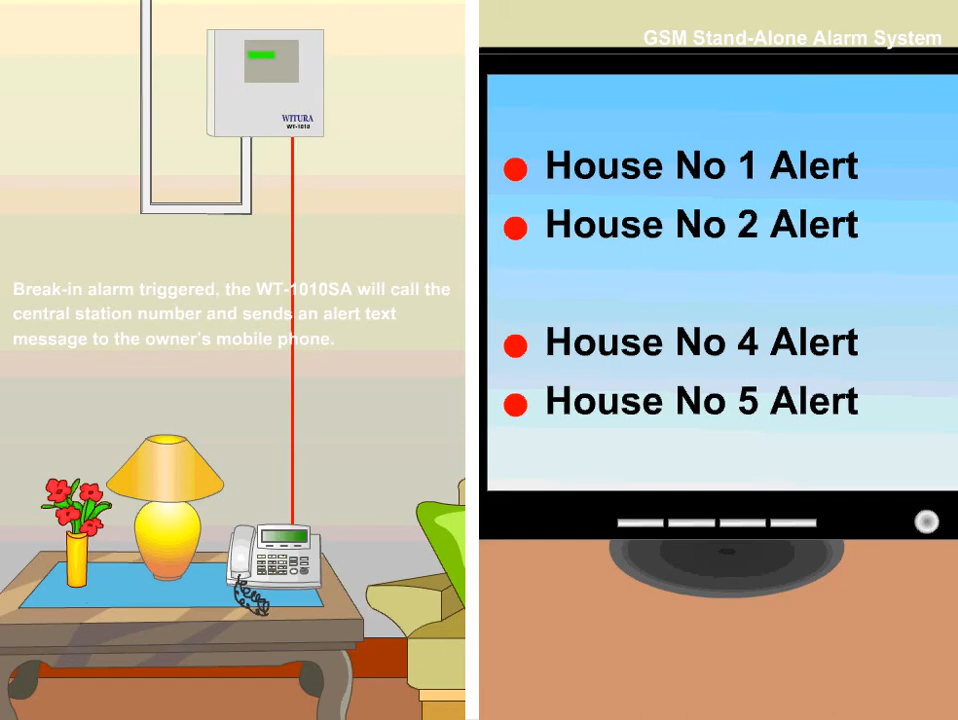 WITURA
WT-1010
Break-in alarm triggered, the WT-1010SA will call the
central station number and sends an alert text
message to the owner's mobile phone.
GSM Stand-Alone Alarm System
House No 1 Alert
House No 2 Alert
House No 4 Alert
House No 5 Alert